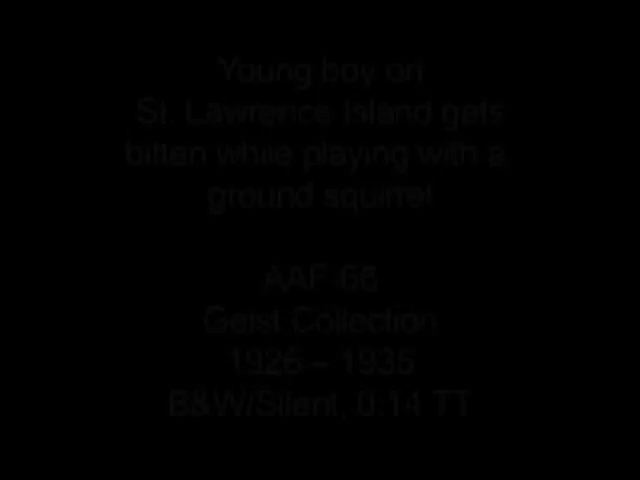 Young boy on
St. Lawrence Island gets
bitten while playing with a
ground squirrel
AAF 66
Geist Collection
1926 – 1935
B&W/Silent, 0:14 TT